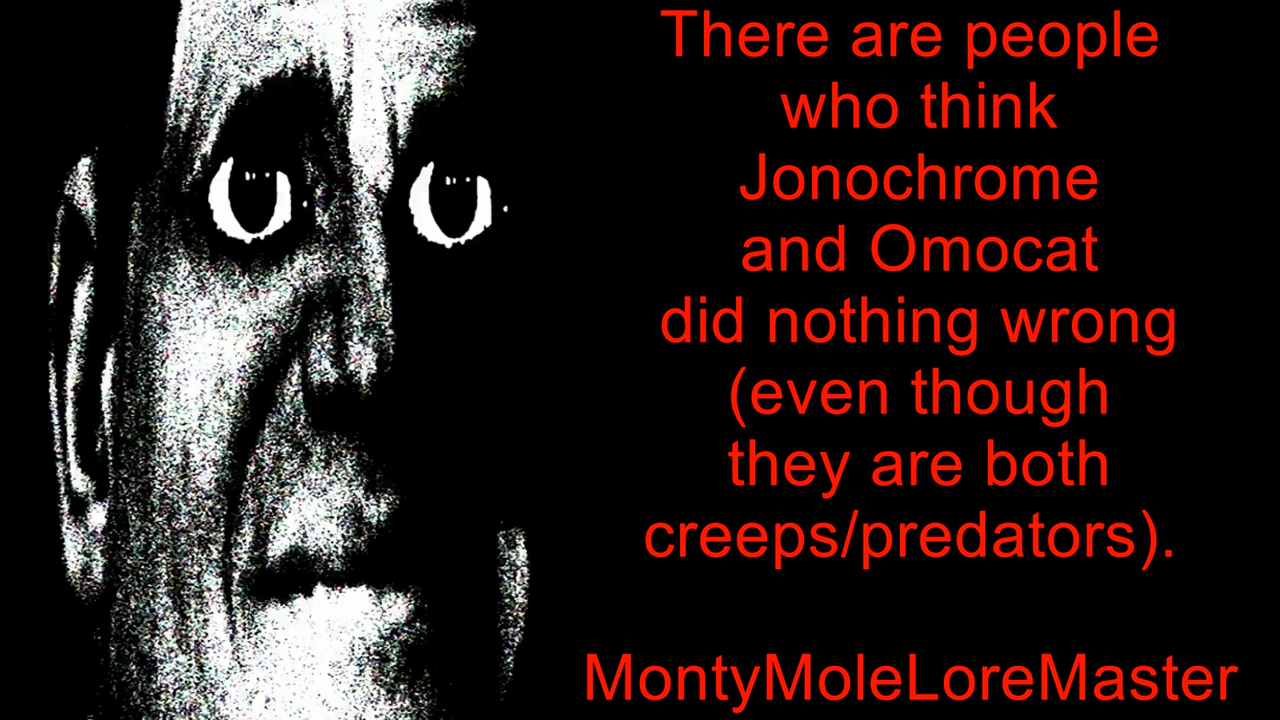 There are people
who think
Jonochrome
and Omocat
did nothing wrong
(even though
they are both
creeps/predators).
MontyMoleLoreMaster